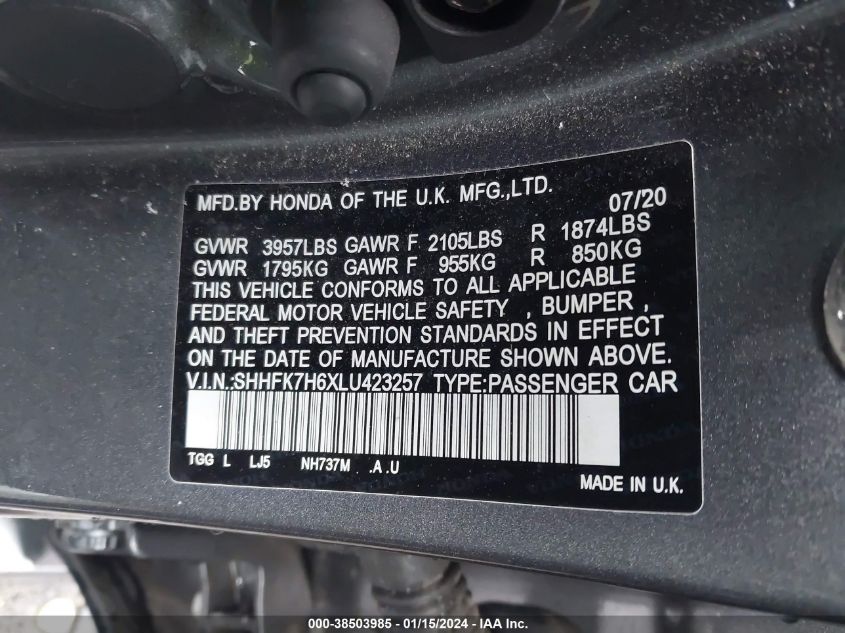 MFD.BY HONDA OF THE U.K. MFG.,LTD. 07/20
GVWR 3957LBS GAWR F 2105LBS R 1874LBS
GVWR 1795KG GAWR F 955KG R 850KG
THIS VEHICLE CONFORMS TO ALL APPLICABLE
FEDERAL MOTOR VEHICLE SAFETY , BUMPER ,
AND THEFT PREVENTION STANDARDS IN EFFECT
ON THE DATE OF MANUFACTURE SHOWN ABOVE.
V.I.N.:SHHFK7H6XLU423257 TYPE:PASSENGER CAR
TGG L LJ5 NH737M .A .U
MADE IN U.K.
000-38503985 - 01/15/2024 - IAAI.COM